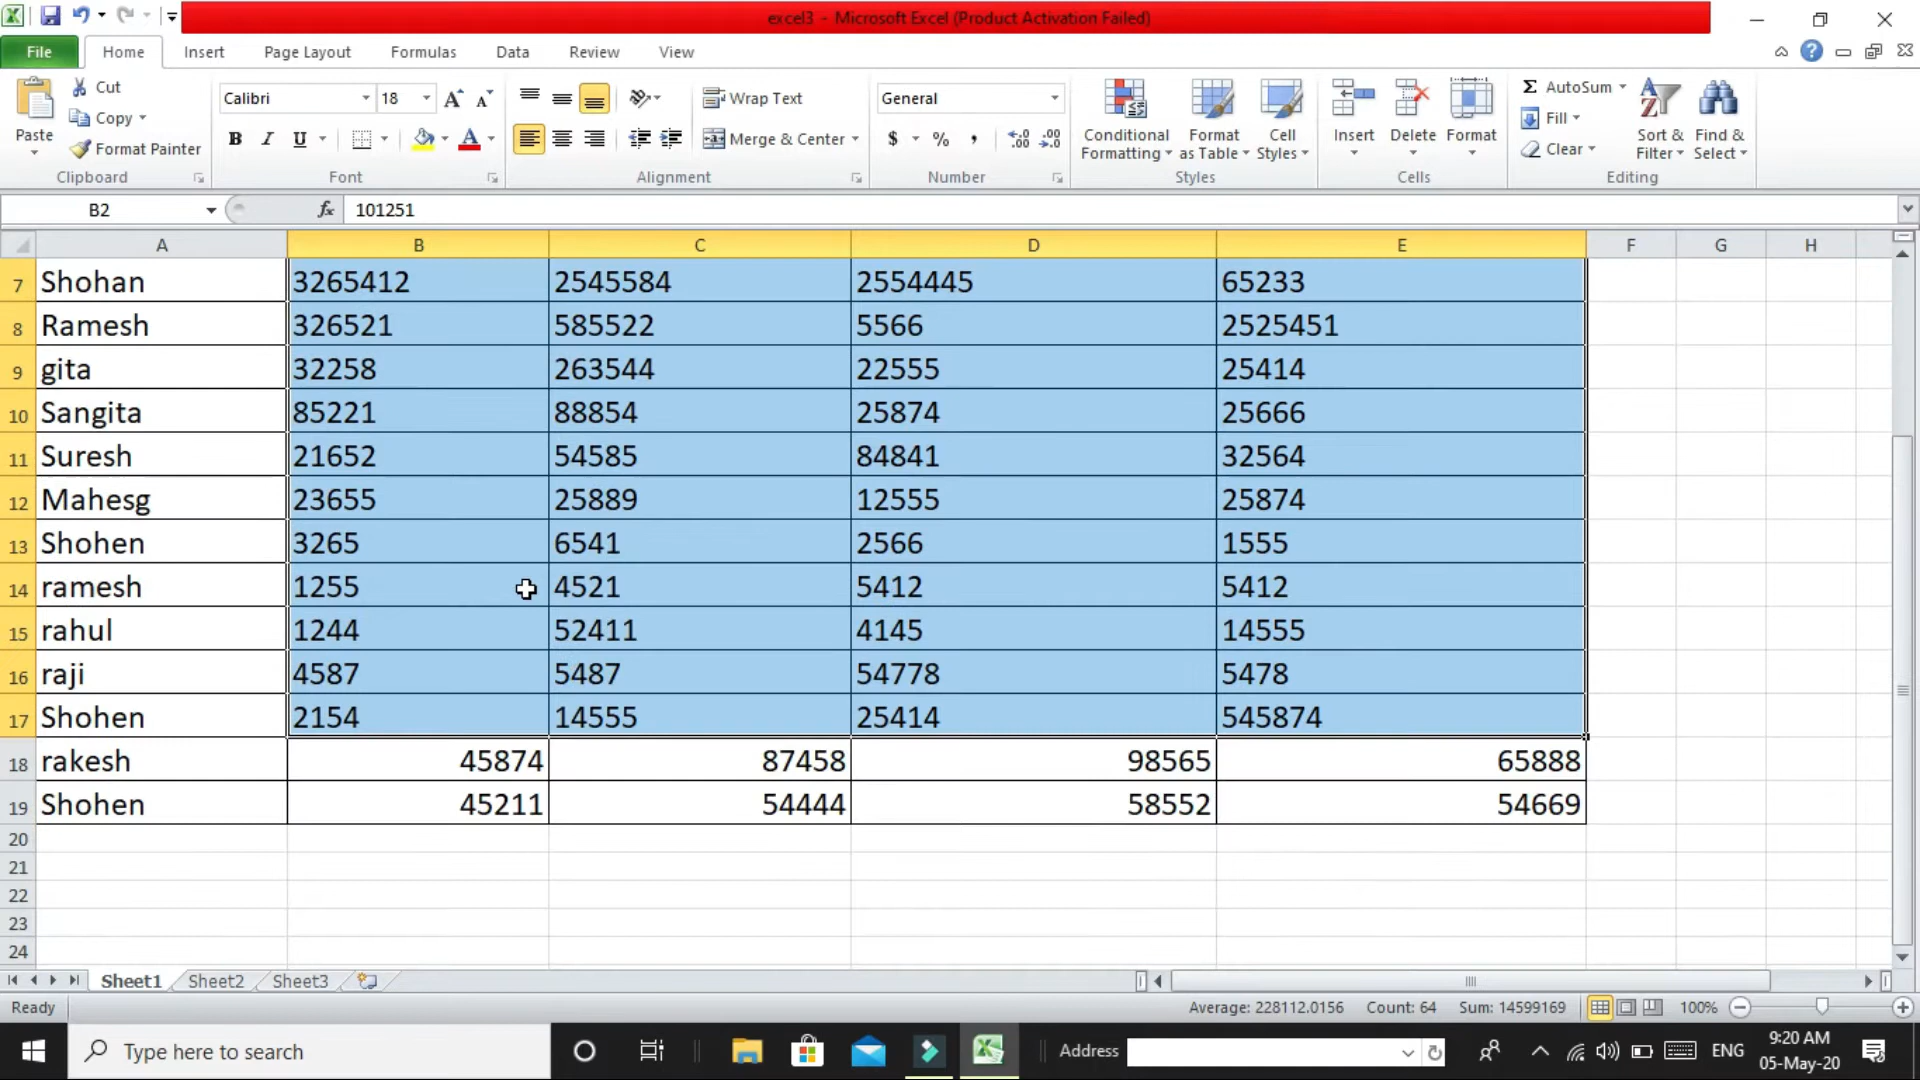 excel3 - Microsoft Excel (Product Activation Failed)
File Home Insert Page Layout Formulas Data Review View
Paste
Cut
Copy
Format Painter
Clipboard
Calibri 18
B I U
Font
Wrap Text
Merge & Center
Alignment
General
$ % ,
Number
Conditional Formatting
Format as Table
Cell Styles
Styles
Insert Delete Format
Cells
AutoSum
Fill
Clear
Sort & Filter
Find & Select
Editing
B2 fx 101251
A B C D E F G H
7 Shohan 3265412 2545584 2554445 65233
8 Ramesh 326521 585522 5566 2525451
9 gita 32258 263544 22555 25414
10 Sangita 85221 88854 25874 25666
11 Suresh 21652 54585 84841 32564
12 Mahesg 23655 25889 12555 25874
13 Shohen 3265 6541 2566 1555
14 ramesh 1255 4521 5412 5412
15 rahul 1244 52411 4145 14555
16 raji 4587 5487 54778 5478
17 Shohen 2154 14555 25414 545874
18 rakesh 45874 87458 98565 65888
19 Shohen 45211 54444 58552 54669
20
21
22
23
24
Sheet1 Sheet2 Sheet3
Ready Average: 228112.0156 Count: 64 Sum: 14599169 100%
Type here to search Address ENG 9:20 AM
05-May-20